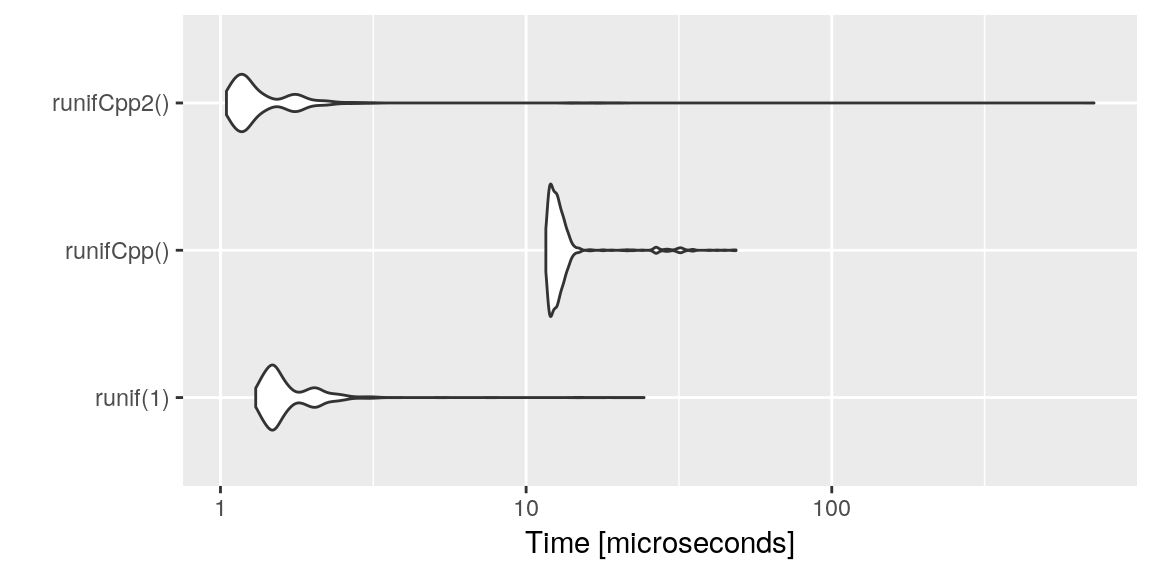 runifCpp2()
runifCpp()
runif(1)
1 10 100
Time [microseconds]